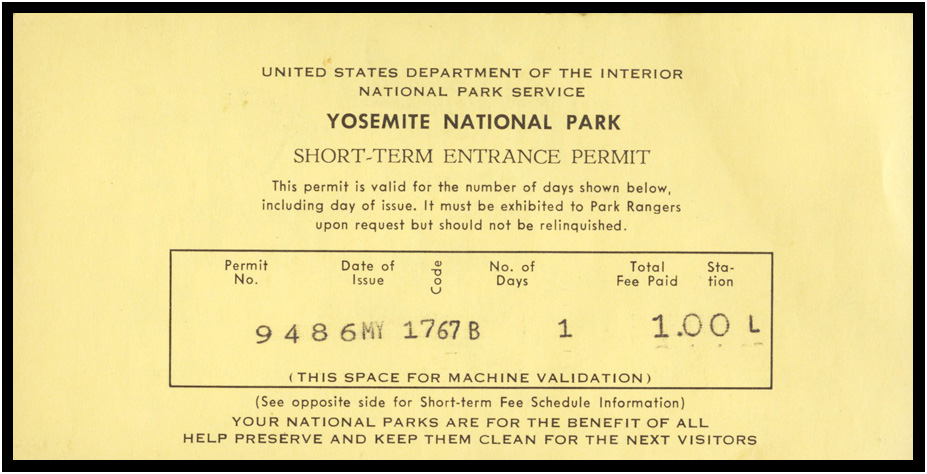 UNITED STATES DEPARTMENT OF THE INTERIOR
NATIONAL PARK SERVICE
YOSEMITE NATIONAL PARK
SHORT-TERM ENTRANCE PERMIT
This permit is valid for the number of days shown below,
including day of issue. It must be exhibited to Park Rangers
upon request but should not be relinquished.
Permit No. Date of Issue Code No. of Days Total Fee Paid Sta-tion
9486 MY 1767 B 1 1.00 L
(THIS SPACE FOR MACHINE VALIDATION)
(See opposite side for Short-term Fee Schedule Information)
YOUR NATIONAL PARKS ARE FOR THE BENEFIT OF ALL
HELP PRESERVE AND KEEP THEM CLEAN FOR THE NEXT VISITORS